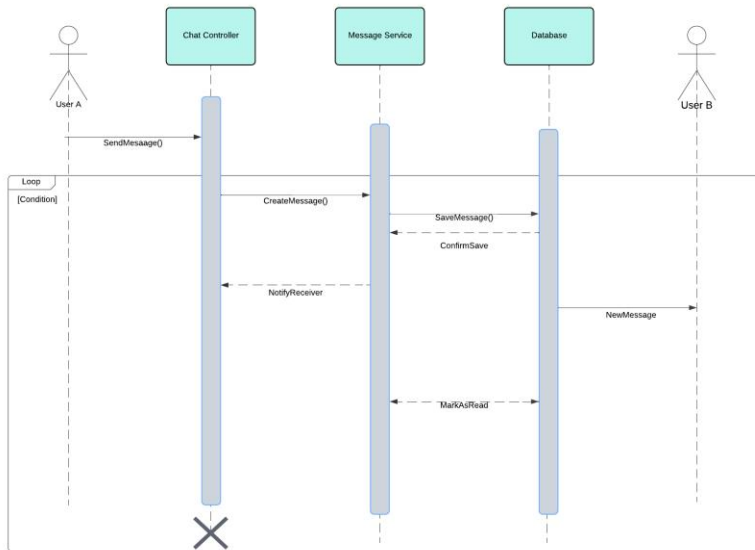 Chat Controller
Message Service
Database
User A
User B
SendMesaage()
Loop
[Condition]
CreateMessage()
SaveMessage()
ConfirmSave
NotifyReceiver
NewMessage
MarkAsRead